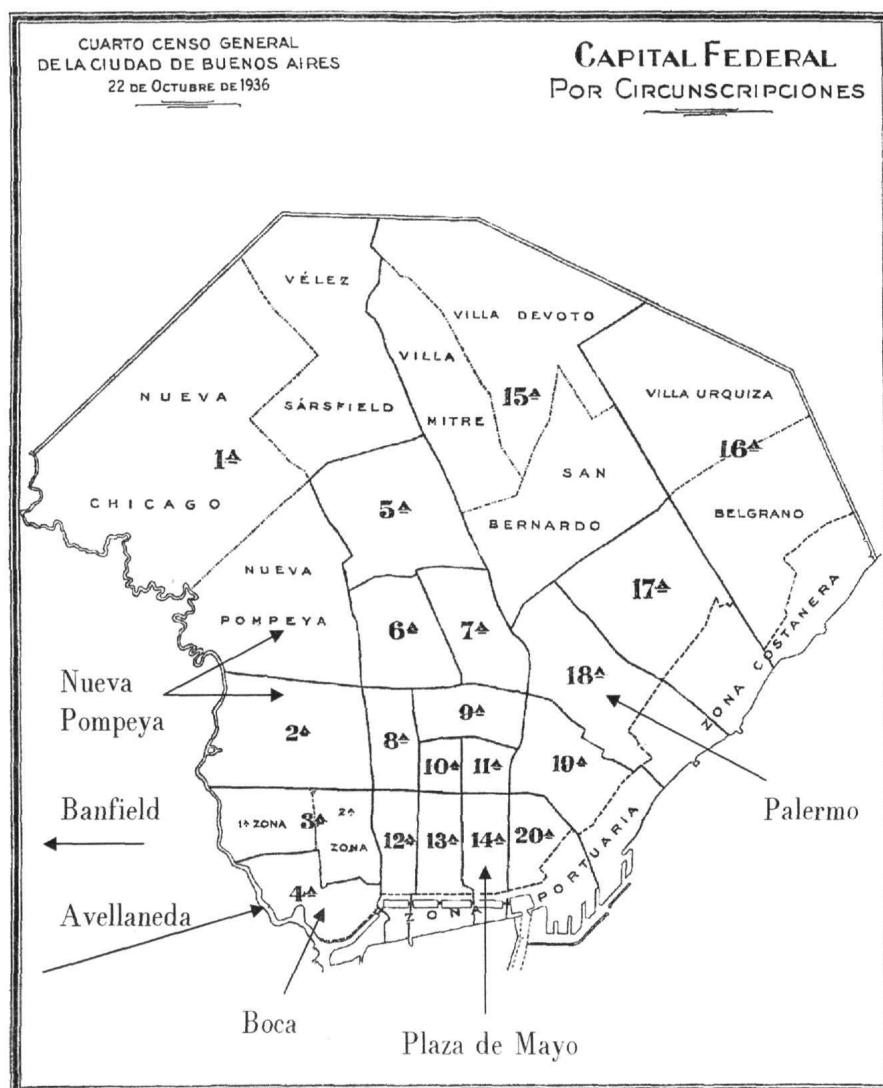 CUARTO CENSO GENERAL
DE LA CIUDAD DE BUENOS AIRES
22 DE OCTUBRE DE 1936
CAPITAL FEDERAL
POR CIRCUNSCRIPCIONES
VÉLEZ
SÁRSFIELD
VILLA DEVOTO
VILLA
MITRE
15ᴬ
NUEVA
CHICAGO
1ᴬ
VILLA URQUIZA
16ᴬ
BELGRANO
SAN
BERNARDO
5ᴬ
NUEVA
POMPEYA
6ᴬ
7ᴬ
17ᴬ
18ᴬ
ZONA COSTANERA
Nueva
Pompeya
2ᴬ
8ᴬ
9ᴬ
10ᴬ
11ᴬ
19ᴬ
Palermo
Banfield
1ᴬ ZONA
3ᴬ
2ᴬ
ZONA
12ᴬ
13ᴬ
14ᴬ
20ᴬ
PORTUARIA
ZONA
4ᴬ
Avellaneda
Boca
Plaza de Mayo